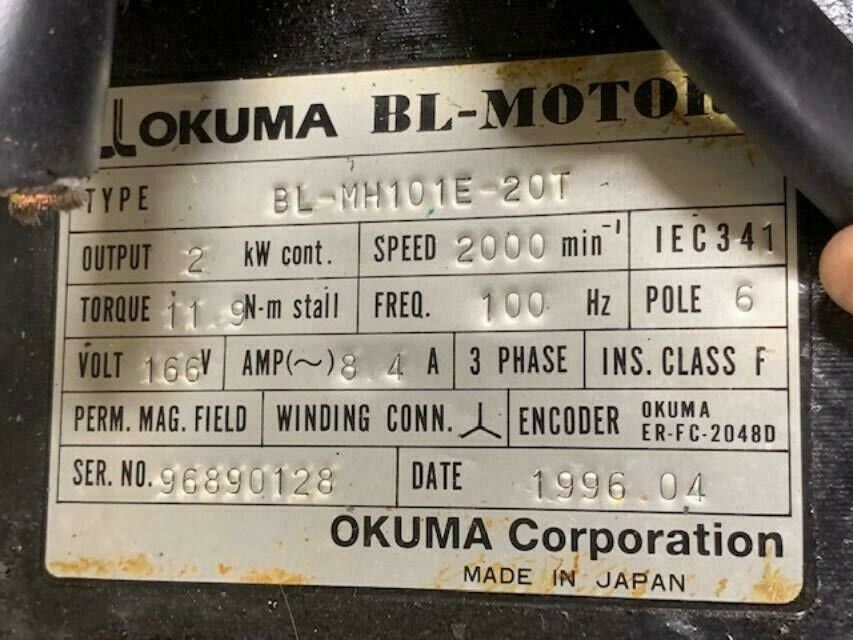 OKUMA BL-MOTOR
TYPE BL-MH101E-20T
OUTPUT 2 kW cont. SPEED 2000 min⁻¹ IEC341
TORQUE 11.9 N-m stall FREQ. 100 Hz POLE 6
VOLT 166 V AMP(~) 8.4 A 3 PHASE INS. CLASS F
PERM. MAG. FIELD WINDING CONN. ENCODER OKUMA
ER-FC-2048D
SER. NO. 96890128 DATE 1996.04
OKUMA Corporation
MADE IN JAPAN